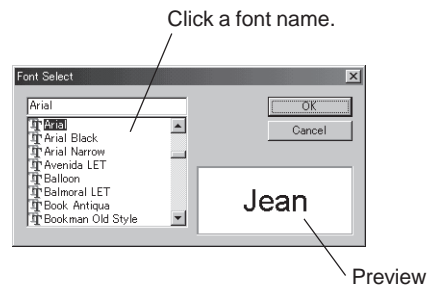 Click a font name.
Font Select
Arial
OK
Cancel
Arial
Arial Black
Arial Narrow
Avenida LET
Balloon
Balmoral LET
Book Antiqua
Bookman Old Style
Jean
Preview